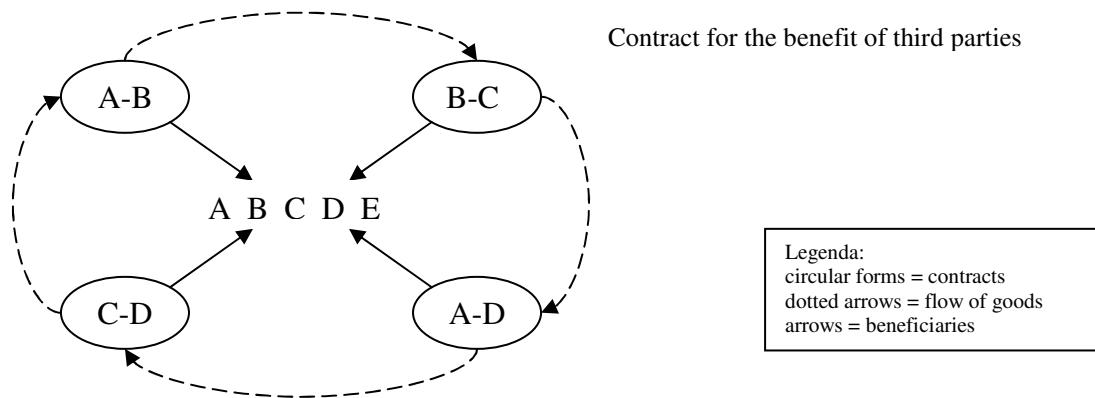 Contract for the benefit of third parties
A-B
B-C
A B C D E
C-D
A-D
Legenda:
circular forms = contracts
dotted arrows = flow of goods
arrows = beneficiaries